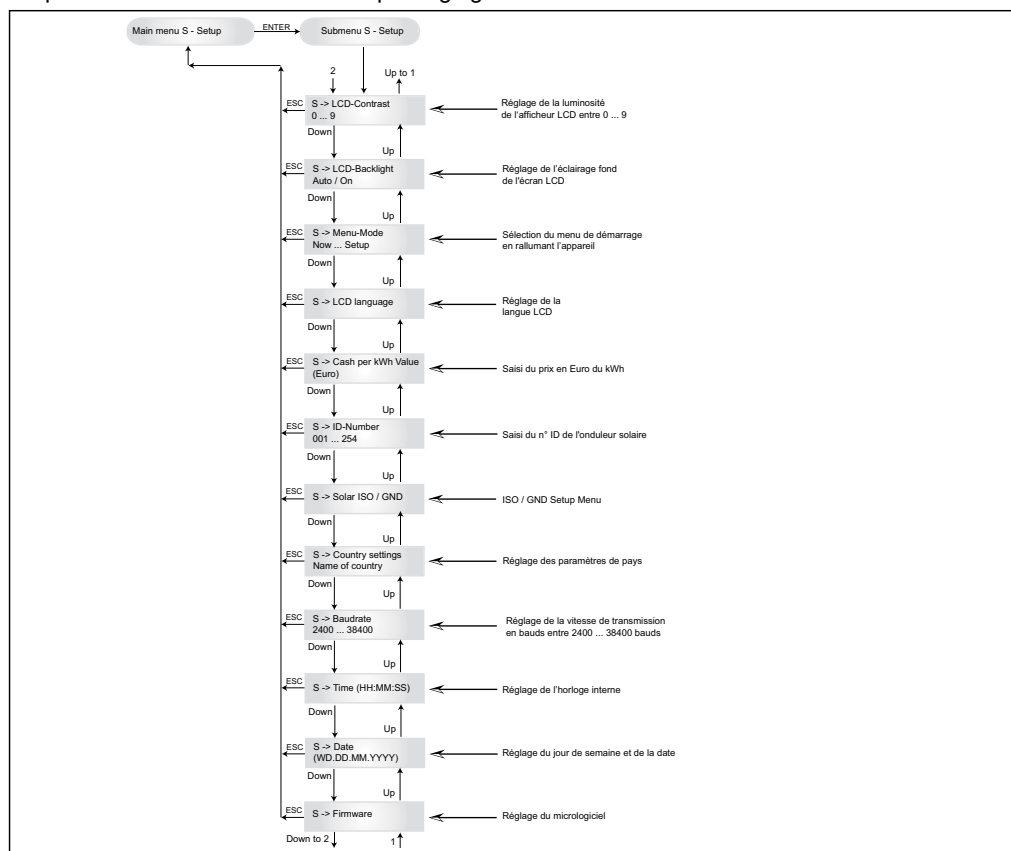 Main menu S - Setup
ENTER
Submenu S - Setup
2
Up to 1
ESC
S -> LCD-Contrast
0 ... 9
Réglage de la luminosité
de l'afficheur LCD entre 0 ... 9
Down
Up
ESC
S -> LCD-Backlight
Auto / On
Réglage de l'éclairage fond
de l'écran LCD
Down
Up
ESC
S -> Menu-Mode
Now ... Setup
Sélection du menu de démarrage
en rallumant l'appareil
Down
Up
ESC
S -> LCD language
Réglage de la
langue LCD
Down
Up
ESC
S -> Cash per kWh Value
(Euro)
Saisi du prix en Euro du kWh
Down
Up
ESC
S -> ID-Number
001 ... 254
Saisi du n° ID de l'onduleur solaire
Down
Up
ESC
S -> Solar ISO / GND
ISO / GND Setup Menu
Down
Up
ESC
S -> Country settings
Name of country
Réglage des paramètres de pays
Down
Up
ESC
S -> Baudrate
2400 ... 38400
Réglage de la vitesse de transmission
en bauds entre 2400 ... 38400 bauds
Down
Up
ESC
S -> Time (HH:MM:SS)
Réglage de l'horloge interne
Down
Up
ESC
S -> Date
(WD.DD.MM.YYYY)
Réglage du jour de semaine et de la date
Down
Up
ESC
S -> Firmware
Réglage du micrologiciel
Down to 2
1